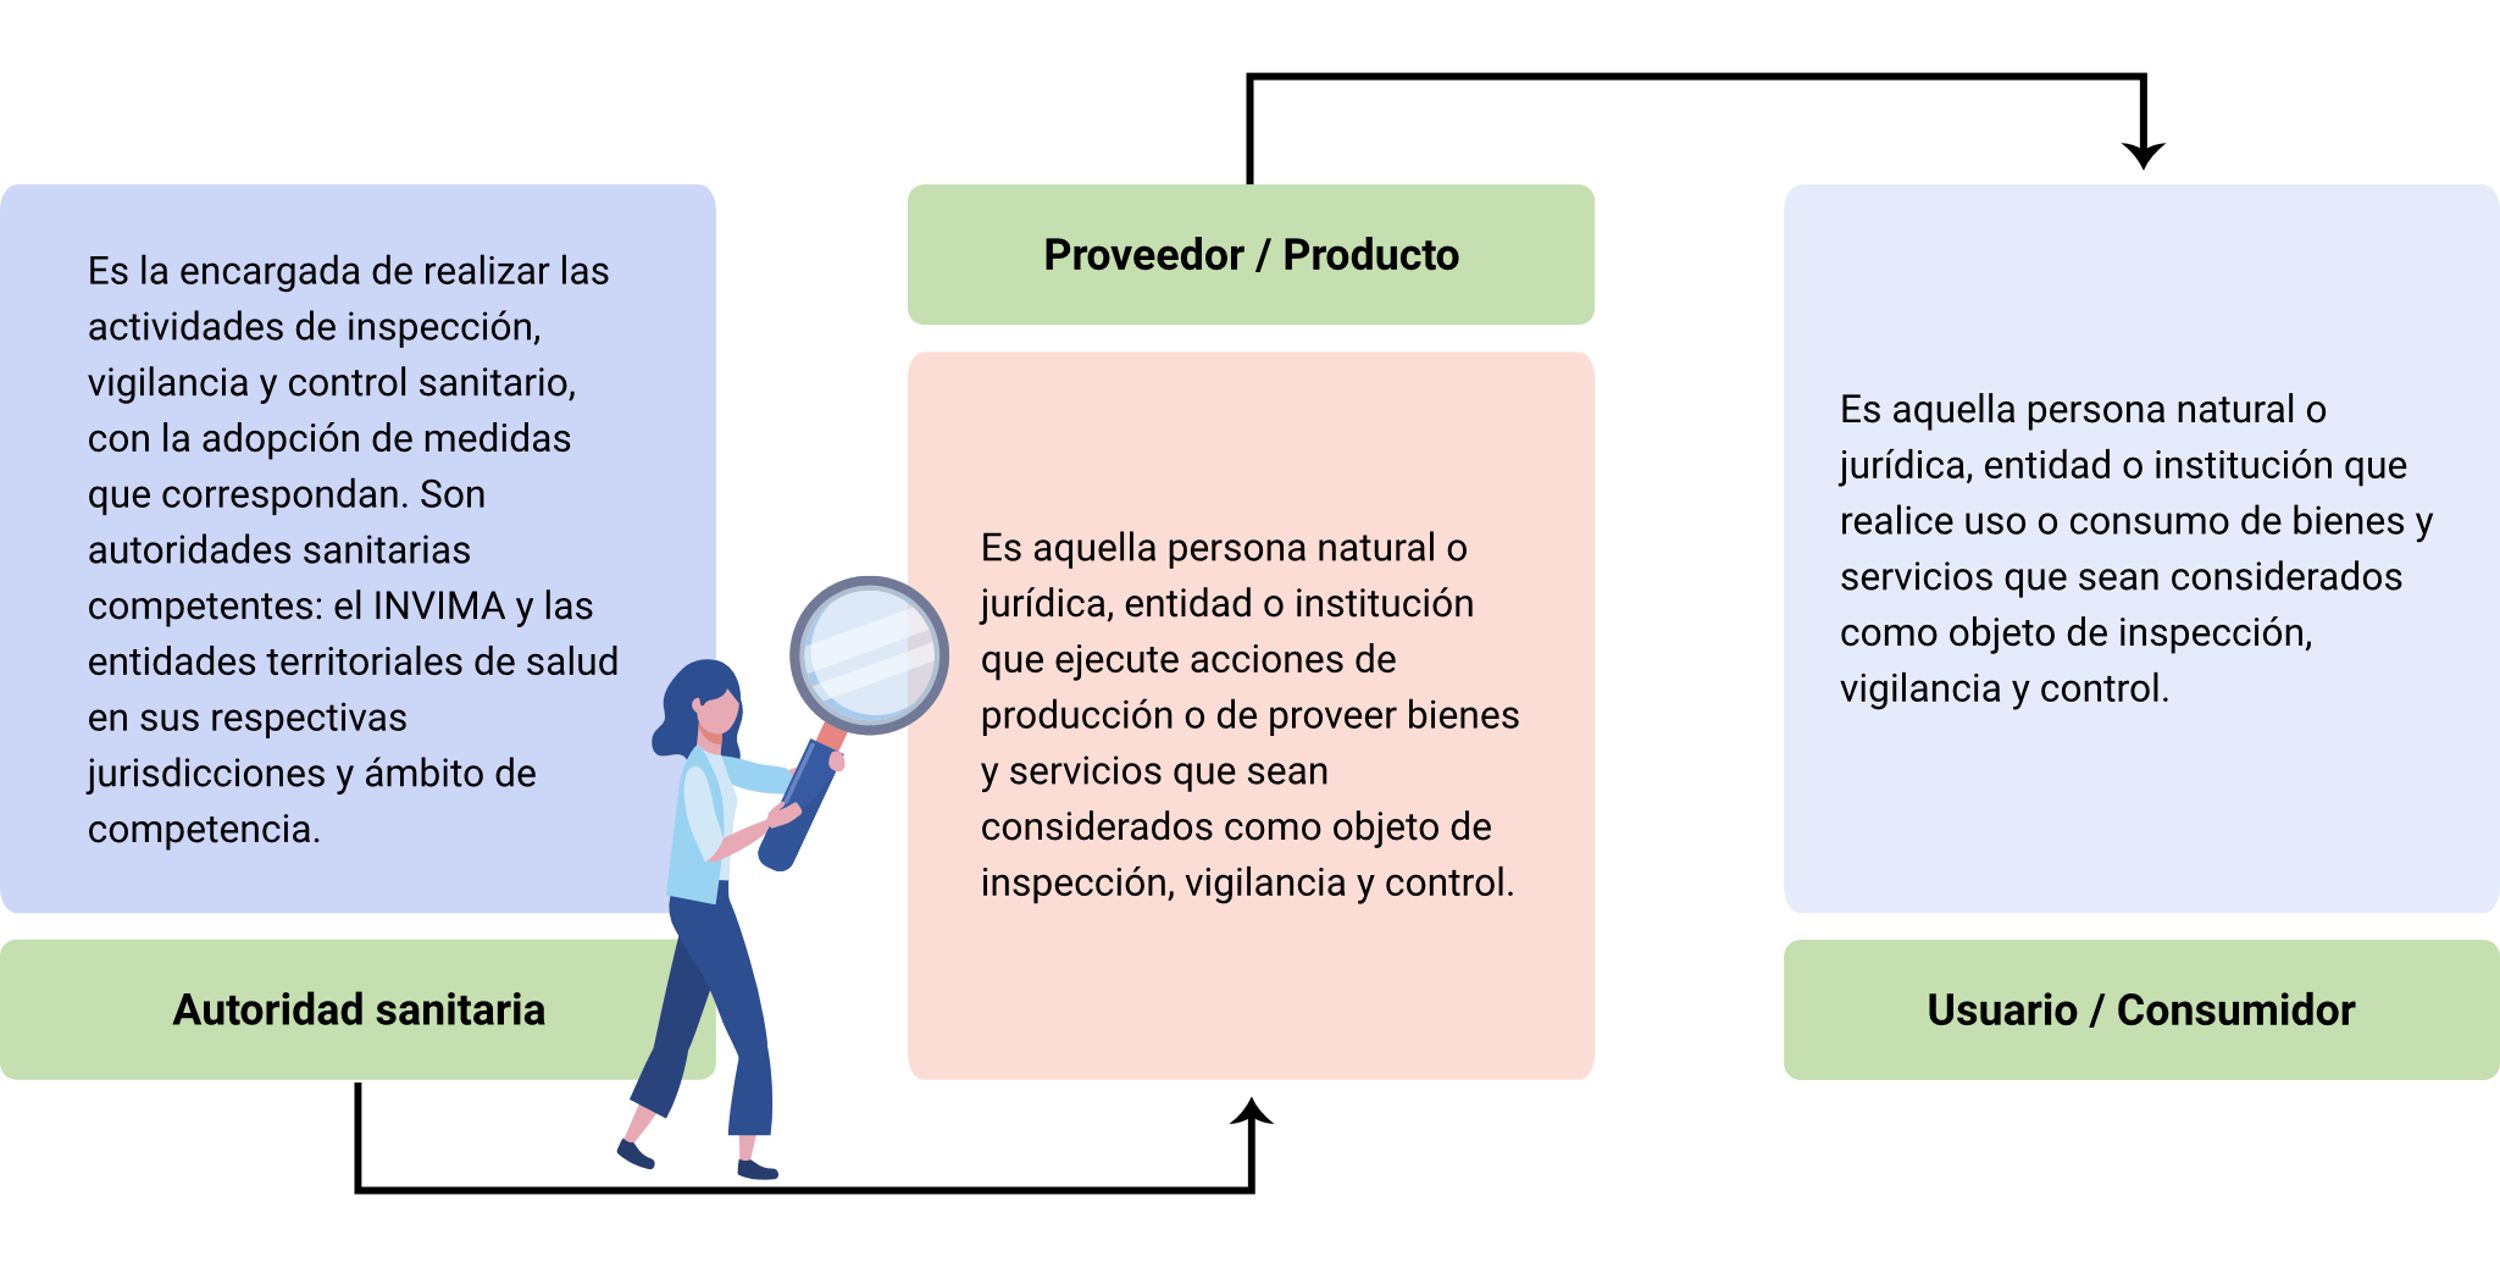 Es la encargada de realizar las
actividades de inspección,
vigilancia y control sanitario,
con la adopción de medidas
que correspondan. Son
autoridades sanitarias
competentes: el INVIMA y las
entidades territoriales de salud
en sus respectivas
jurisdicciones y ámbito de
competencia.
Autoridad sanitaria
Proveedor / Producto
Es aquella persona natural o
jurídica, entidad o institución
que ejecute acciones de
producción o de proveer bienes
y servicios que sean
considerados como objeto de
inspección, vigilancia y control.
Es aquella persona natural o
jurídica, entidad o institución que
realice uso o consumo de bienes y
servicios que sean considerados
como objeto de inspección,
vigilancia y control.
Usuario / Consumidor